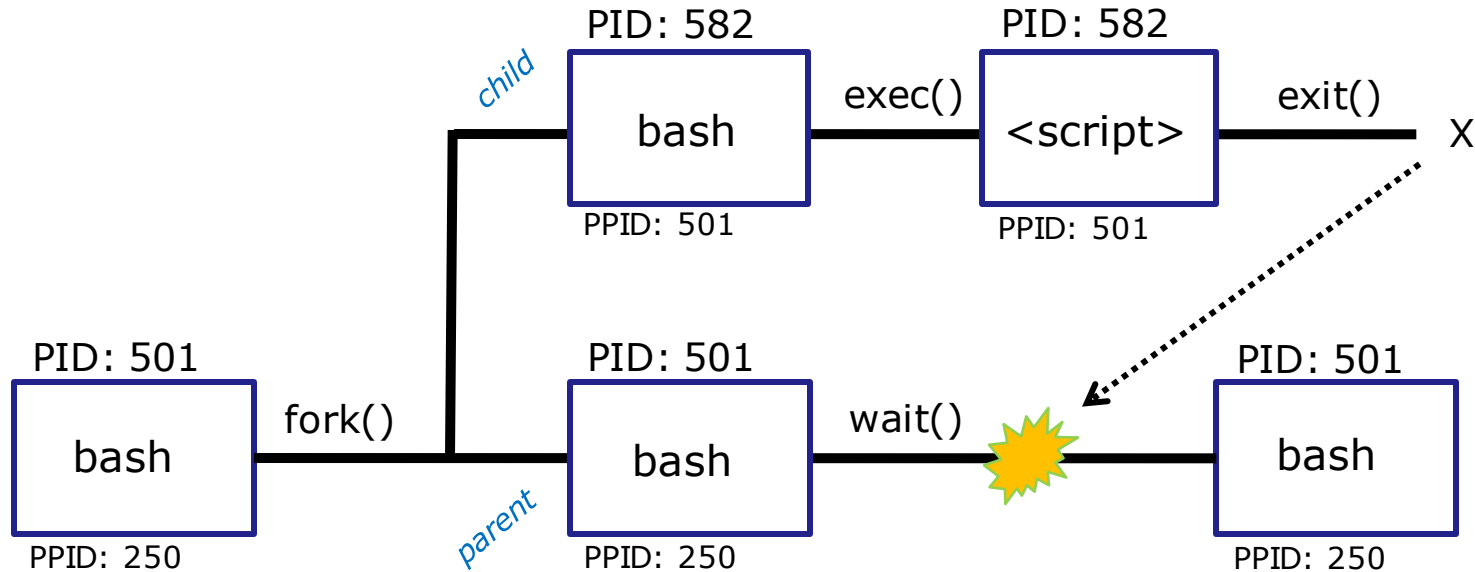 PID: 582
PID: 582
child
bash
exec()
<script>
exit()
X
PPID: 501
PPID: 501
PID: 501
PID: 501
PID: 501
bash
fork()
bash
wait()
bash
parent
PPID: 250
PPID: 250
PPID: 250